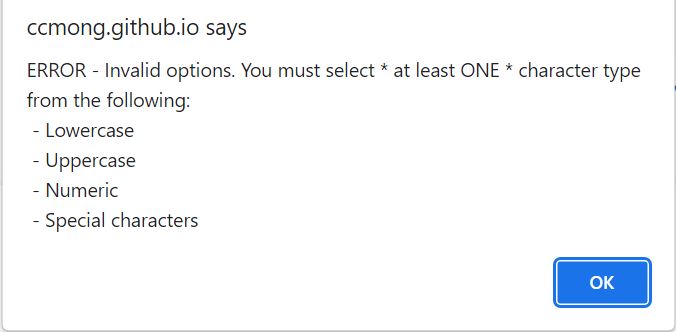 ccmong.github.io says
ERROR - Invalid options. You must select * at least ONE * character type
from the following:
- Lowercase
- Uppercase
- Numeric
- Special characters
OK